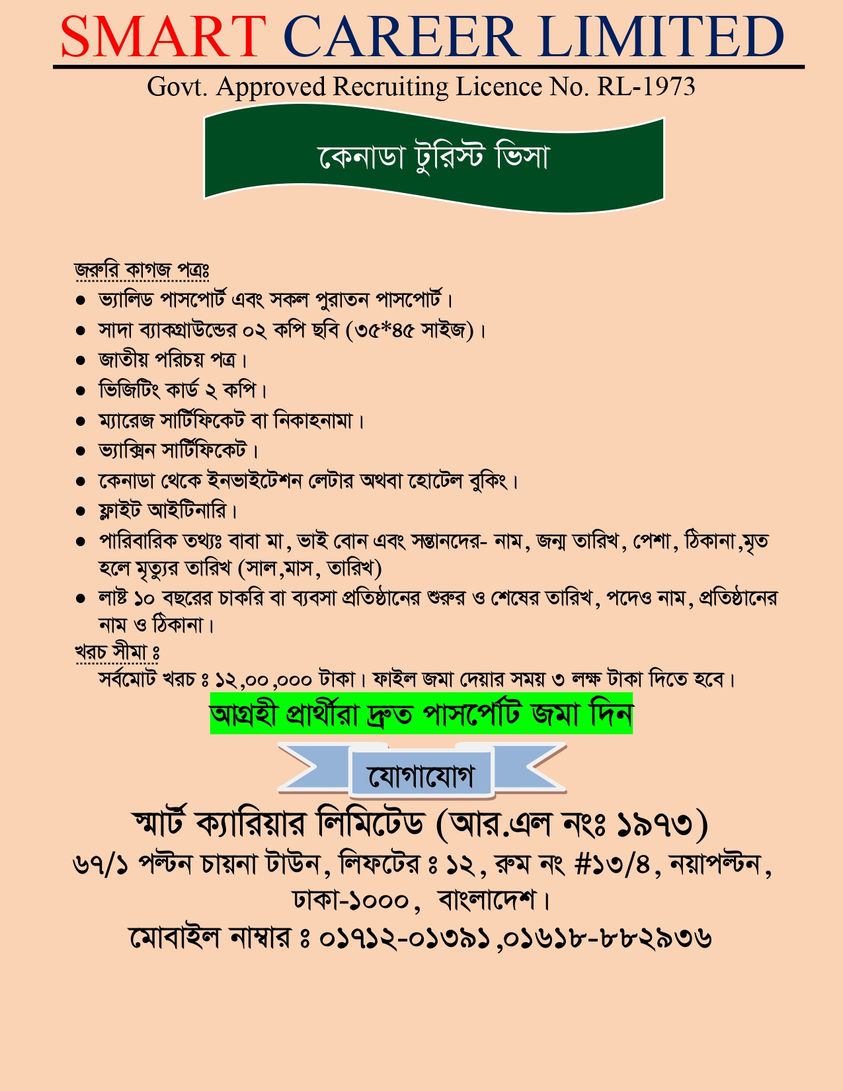 SMART CAREER LIMITED
Govt. Approved Recruiting Licence No. RL-1973
কেনাডা টুরিস্ট ভিসা
জরুরি কাগজ পত্রঃ
● ভ্যালিড পাসপোর্ট এবং সকল পুরাতন পাসপোর্ট।
● সাদা ব্যাকগ্রাউন্ডের ০২ কপি ছবি (৩৫*৪৫ সাইজ)।
● জাতীয় পরিচয় পত্র।
● ভিজিটিং কার্ড ২ কপি।
● ম্যারেজ সার্টিফিকেট বা নিকাহনামা।
● ভ্যাক্সিন সার্টিফিকেট।
● কেনাডা থেকে ইনভাইটেশন লেটার অথবা হোটেল বুকিং।
● ফ্লাইট আইটিনারি।
● পারিবারিক তথ্যঃ বাবা মা, ভাই বোন এবং সন্তানদের- নাম, জন্ম তারিখ, পেশা, ঠিকানা,মৃত
হলে মৃত্যুর তারিখ (সাল,মাস, তারিখ)
● লাষ্ট ১০ বছরের চাকরি বা ব্যবসা প্রতিষ্ঠানের শুরুর ও শেষের তারিখ, পদেও নাম, প্রতিষ্ঠানের
নাম ও ঠিকানা।
খরচ সীমা ঃ
সর্বমোট খরচ ঃ ১২,০০,০০০ টাকা। ফাইল জমা দেয়ার সময় ৩ লক্ষ টাকা দিতে হবে।
আগ্রহী প্রার্থীরা দ্রুত পাসপোর্ট জমা দিন
যোগাযোগ
স্মার্ট ক্যারিয়ার লিমিটেড (আর.এল নংঃ ১৯৭৩)
৬৭/১ পল্টন চায়না টাউন, লিফটের ঃ ১২, রুম নং #১৩/৪, নয়াপল্টন,
ঢাকা-১০০০, বাংলাদেশ।
মোবাইল নাম্বার ঃ ০১৭১২-০১৩৯১,০১৬১৮-৮৮২৯৩৬